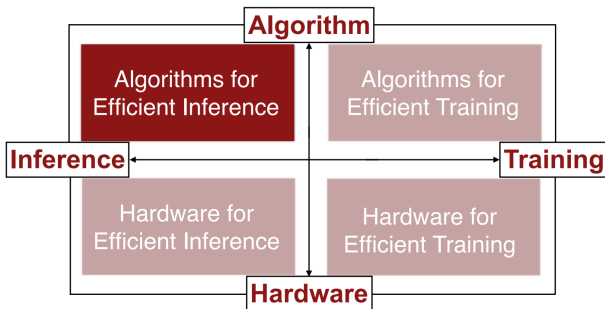 Algorithm
Algorithms for
Efficient Inference
Algorithms for
Efficient Training
Inference
Training
Hardware for
Efficient Inference
Hardware for
Efficient Training
Hardware